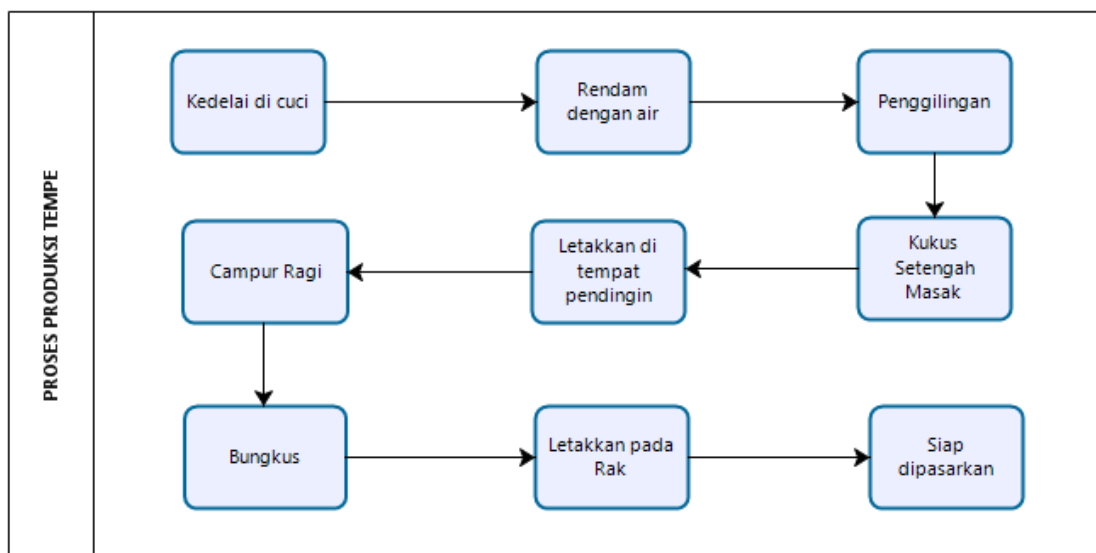 PROSES PRODUKSI TEMPE
Kedelai di cuci
Rendam
dengan air
Penggilingan
Kukus
Setengah
Masak
Letakkan di
tempat
pendingin
Campur Ragi
Bungkus
Letakkan pada
Rak
Siap
dipasarkan